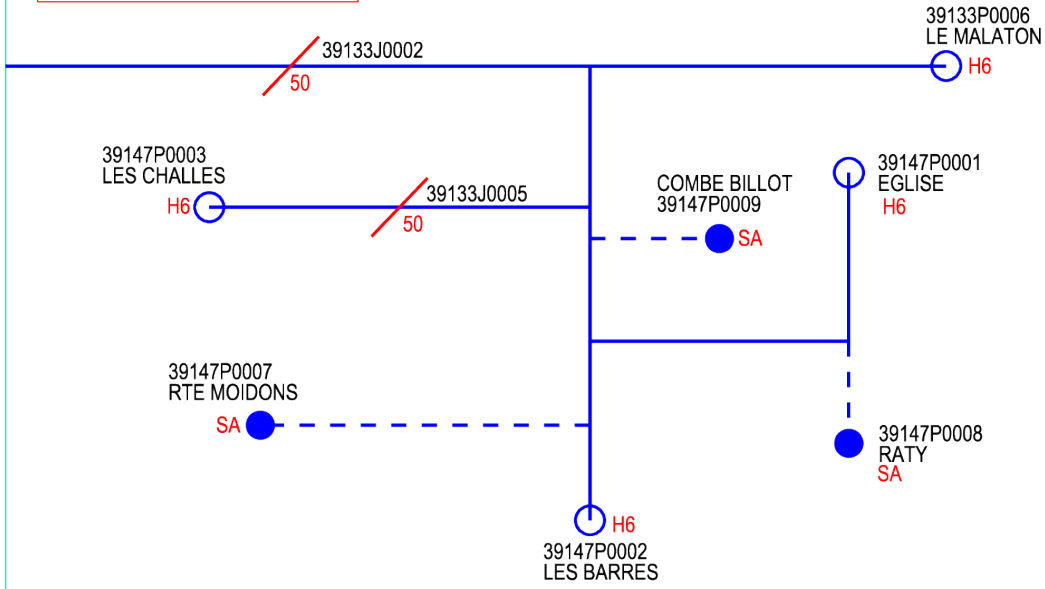 39133P0006
LE MALATON
H6
39133J0002
50
39147P0003
LES CHALLES
H6
39133J0005
50
COMBE BILLOT
39147P0009
SA
39147P0001
EGLISE
H6
39147P0007
RTE MOIDONS
SA
39147P0008
RATY
SA
H6
39147P0002
LES BARRES